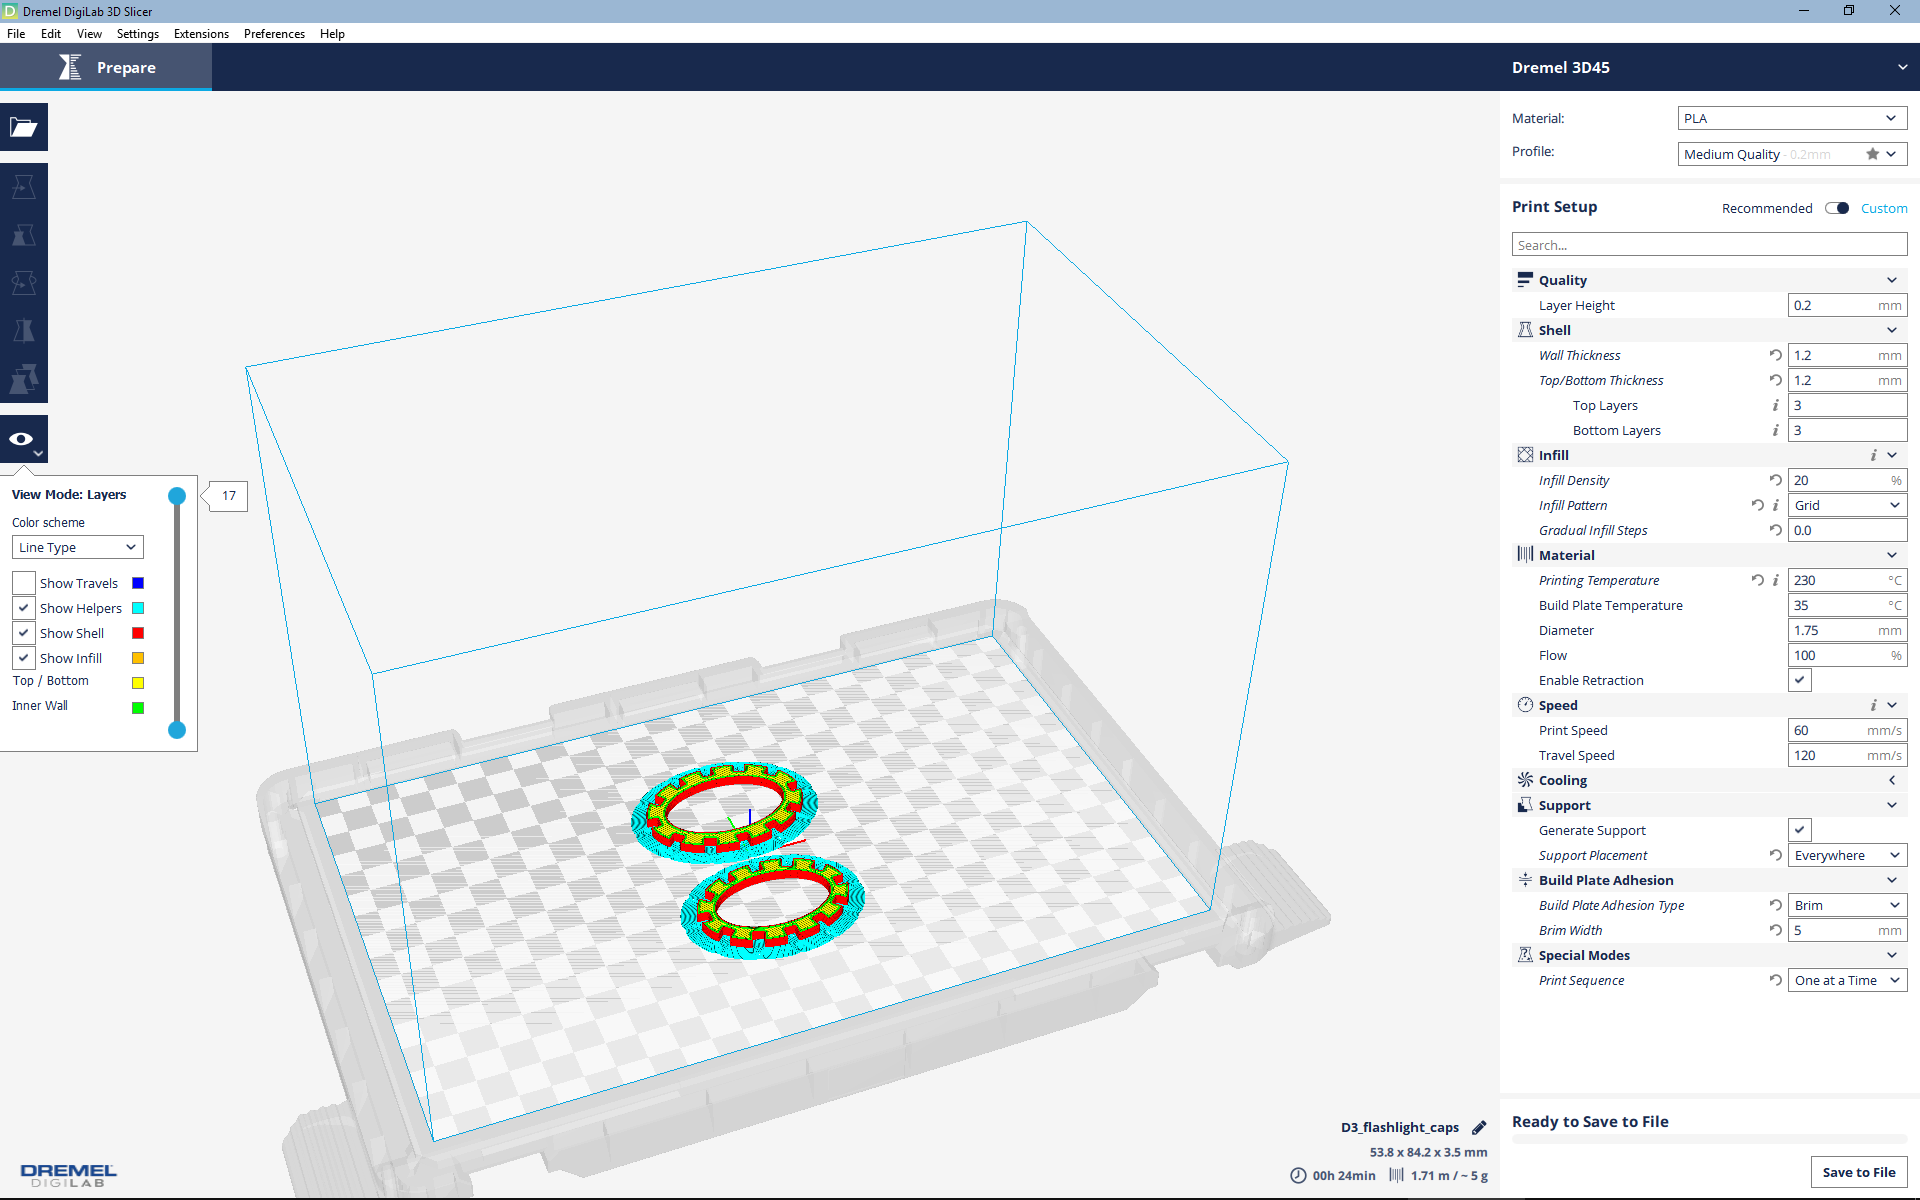 Dremel DigiLab 3D Slicer
File Edit View Settings Extensions Preferences Help
Prepare
Dremel 3D45
Material: PLA
Profile: Medium Quality - 0.2mm
Print Setup Recommended Custom
Search...
Quality
Layer Height 0.2 mm
Shell
Wall Thickness 1.2 mm
Top/Bottom Thickness 1.2 mm
Top Layers i 3
Bottom Layers i 3
Infill i
Infill Density 20 %
Infill Pattern i Grid
Gradual Infill Steps 0.0
Material
Printing Temperature i 230 °C
Build Plate Temperature 35 °C
Diameter 1.75 mm
Flow 100 %
Enable Retraction
Speed i
Print Speed 60 mm/s
Travel Speed 120 mm/s
Cooling
Support
Generate Support
Support Placement Everywhere
Build Plate Adhesion
Build Plate Adhesion Type Brim
Brim Width 5 mm
Special Modes
Print Sequence One at a Time
Ready to Save to File
Save to File
View Mode: Layers
17
Color scheme
Line Type
Show Travels
Show Helpers
Show Shell
Show Infill
Top / Bottom
Inner Wall
D3_flashlight_caps
53.8 x 84.2 x 3.5 mm
00h 24min 1.71 m / ~ 5 g
DREMEL
DIGILAB